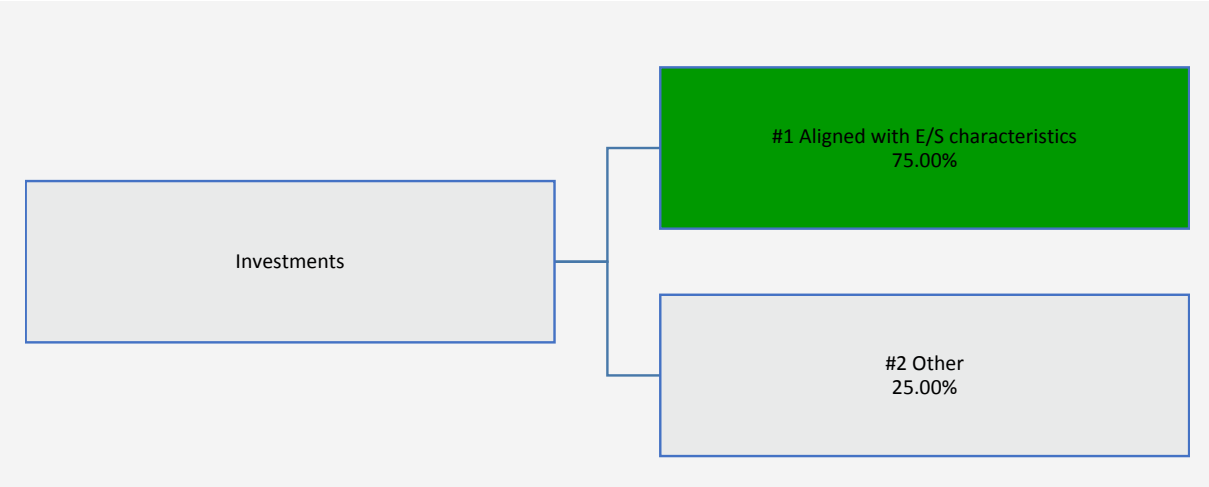 #1 Aligned with E/S characteristics
75.00%
Investments
#2 Other
25.00%